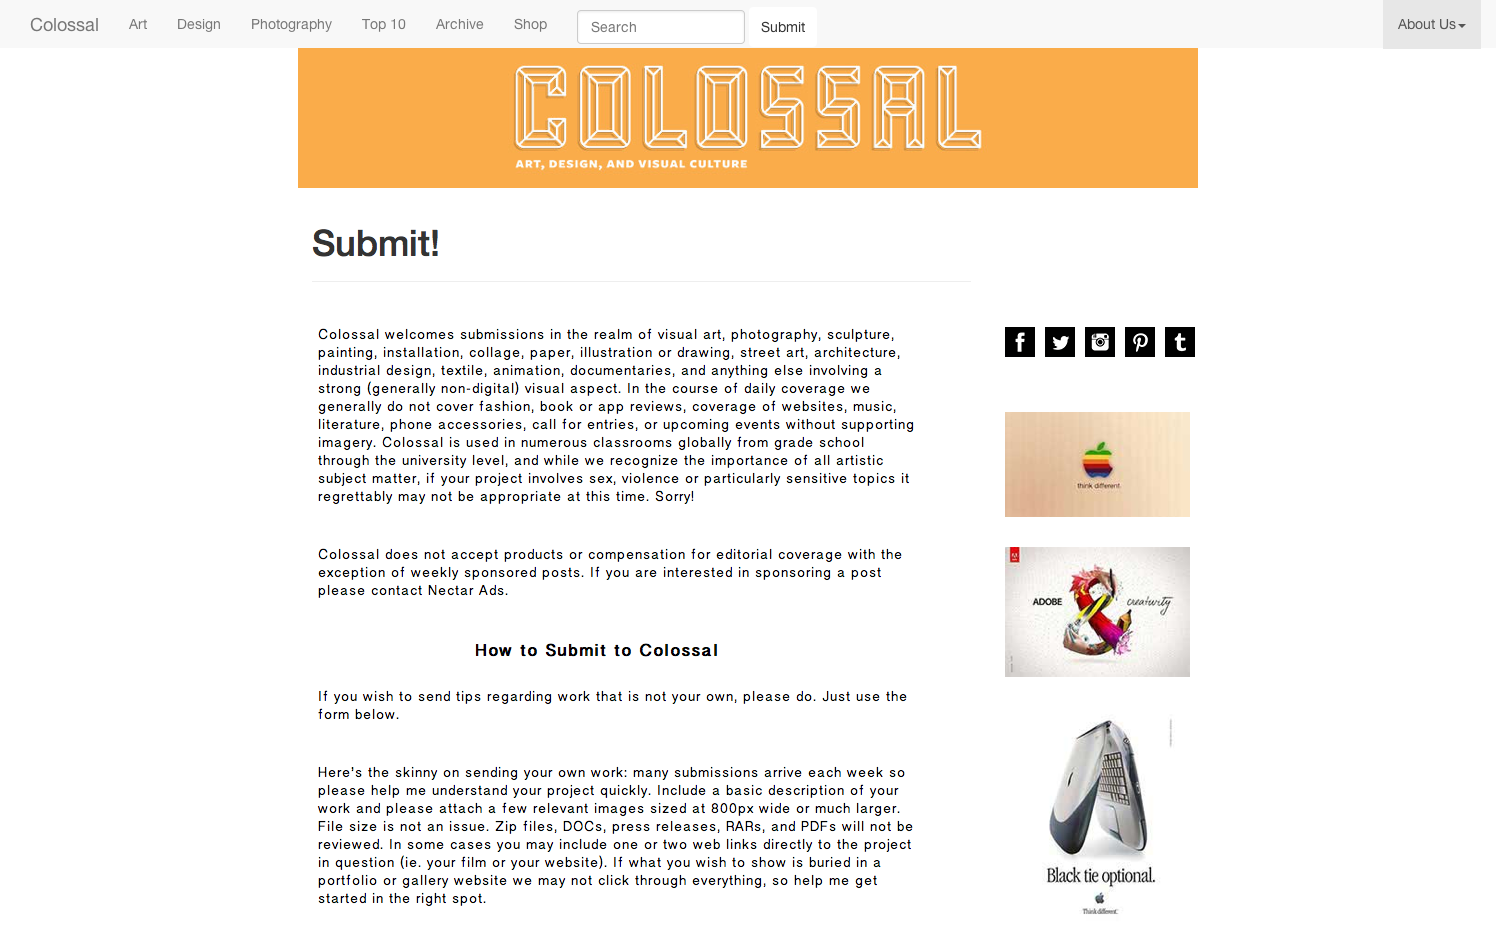 Colossal Art Design Photography Top 10 Archive Shop Search Submit About Us
COLOSSAL
ART, DESIGN, AND VISUAL CULTURE
Submit!
Colossal welcomes submissions in the realm of visual art, photography, sculpture,
painting, installation, collage, paper, illustration or drawing, street art, architecture,
industrial design, textile, animation, documentaries, and anything else involving a
strong (generally non-digital) visual aspect. In the course of daily coverage we
generally do not cover fashion, book or app reviews, coverage of websites, music,
literature, phone accessories, call for entries, or upcoming events without supporting
imagery. Colossal is used in numerous classrooms globally from grade school
through the university level, and while we recognize the importance of all artistic
subject matter, if your project involves sex, violence or particularly sensitive topics it
regrettably may not be appropriate at this time. Sorry!
Colossal does not accept products or compensation for editorial coverage with the
exception of weekly sponsored posts. If you are interested in sponsoring a post
please contact Nectar Ads.
How to Submit to Colossal
If you wish to send tips regarding work that is not your own, please do. Just use the
form below.
Here's the skinny on sending your own work: many submissions arrive each week so
please help me understand your project quickly. Include a basic description of your
work and please attach a few relevant images sized at 800px wide or much larger.
File size is not an issue. Zip files, DOCs, press releases, RARs, and PDFs will not be
reviewed. In some cases you may include one or two web links directly to the project
in question (ie. your film or your website). If what you wish to show is buried in a
portfolio or gallery website we may not click through everything, so help me get
started in the right spot.
think different.
ADOBE & creativity
Black tie optional.
Think different.